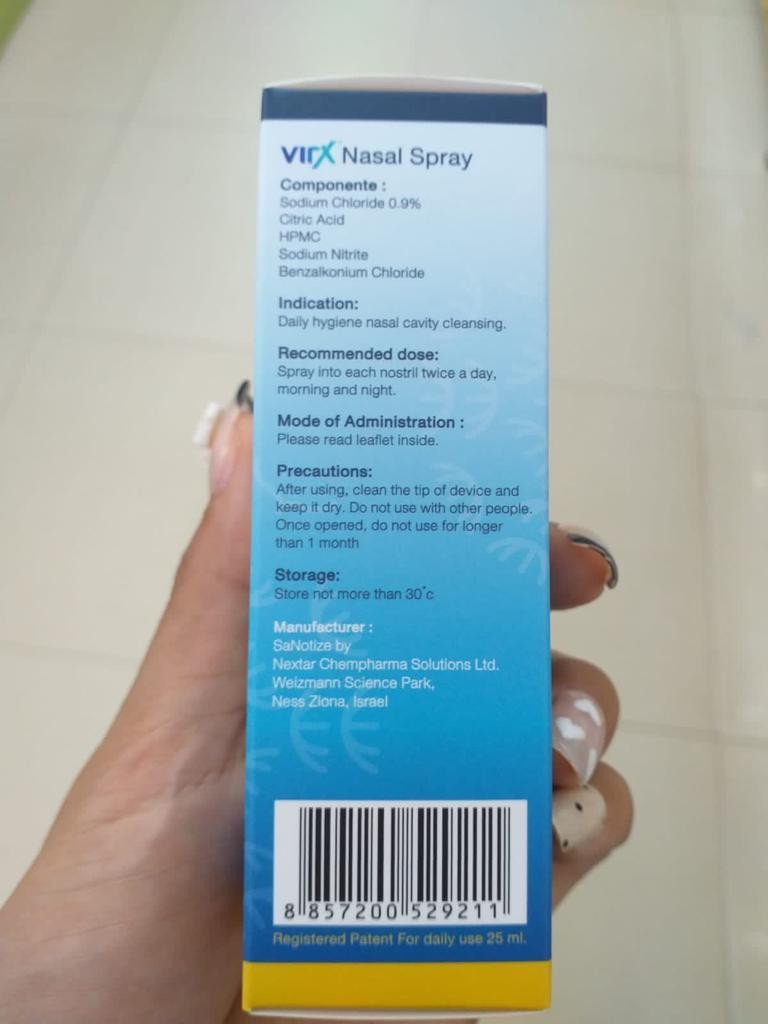 virX Nasal Spray
Componente :
Sodium Chloride 0.9%
Citric Acid
HPMC
Sodium Nitrite
Benzalkonium Chloride
Indication:
Daily hygiene nasal cavity cleansing.
Recommended dose:
Spray into each nostril twice a day,
morning and night.
Mode of Administration :
Please read leaflet inside.
Precautions:
After using, clean the tip of device and
keep it dry. Do not use with other people.
Once opened, do not use for longer
than 1 month
Storage:
Store not more than 30°c
Manufacturer :
SaNotize by
Nextar Chempharma Solutions Ltd.
Weizmann Science Park,
Ness Ziona, Israel
8 857200 529211
Registered Patent For daily use 25 ml.